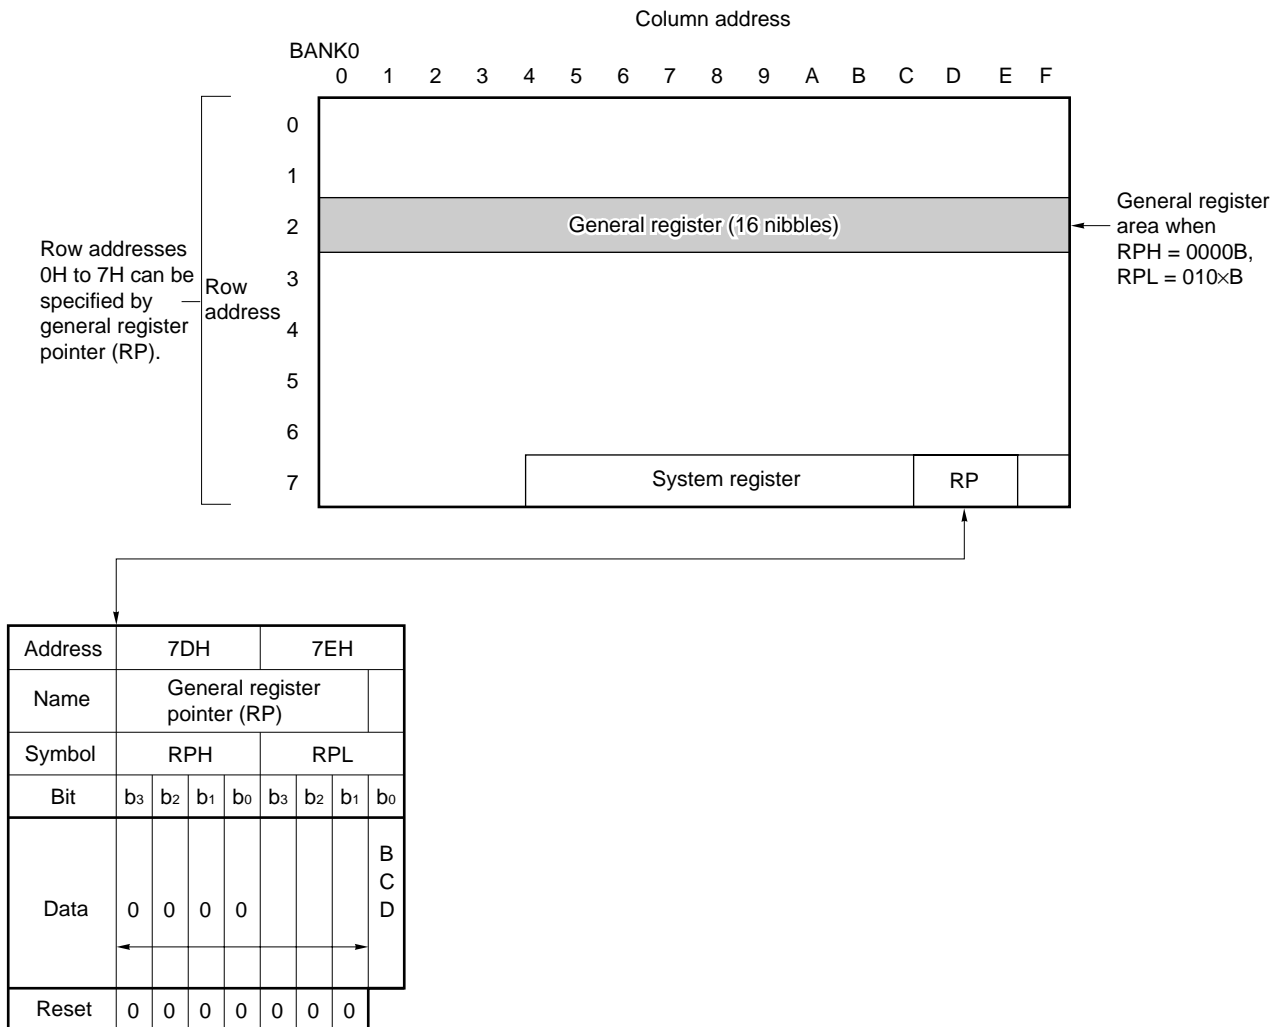 Column address
BANK0
0 1 2 3 4 5 6 7 8 9 A B C D E F
0
1
2
3
4
5
6
7
General register (16 nibbles)
General register
area when
RPH = 0000B,
RPL = 010×B
Row addresses
0H to 7H can be
specified by
general register
pointer (RP).
Row
address
System register
RP
Address 7DH 7EH
Name General register
pointer (RP)
Symbol RPH RPL
Bit b3 b2 b1 b0 b3 b2 b1 b0
Data 0 0 0 0
B
C
D
Reset 0 0 0 0 0 0 0